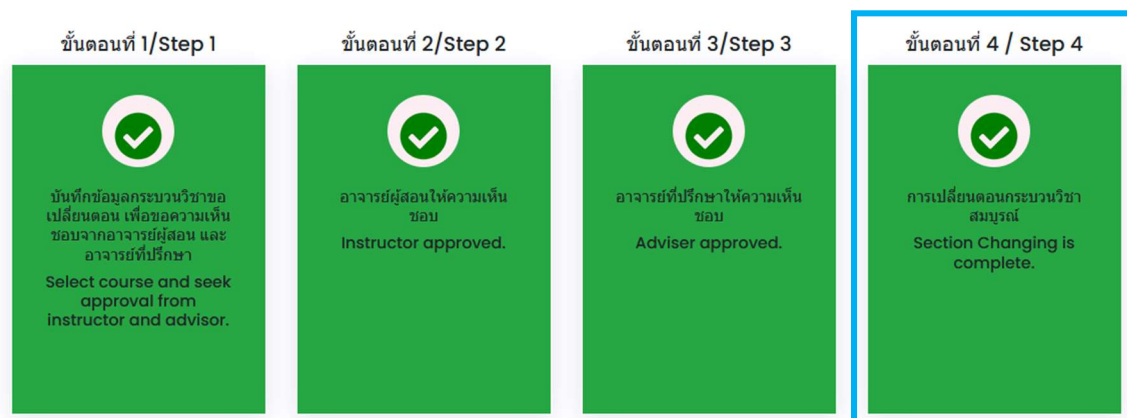 ขั้นตอนที่ 1/Step 1
บันทึกข้อมูลกระบวนวิชาขอ
เปลี่ยนตอน เพื่อขอความเห็น
ชอบจากอาจารย์ผู้สอน และ
อาจารย์ที่ปรึกษา
Select course and seek
approval from
instructor and advisor.
ขั้นตอนที่ 2/Step 2
อาจารย์ผู้สอนให้ความเห็น
ชอบ
Instructor approved.
ขั้นตอนที่ 3/Step 3
อาจารย์ที่ปรึกษาให้ความเห็น
ชอบ
Adviser approved.
ขั้นตอนที่ 4 / Step 4
การเปลี่ยนตอนกระบวนวิชา
สมบูรณ์
Section Changing is
complete.